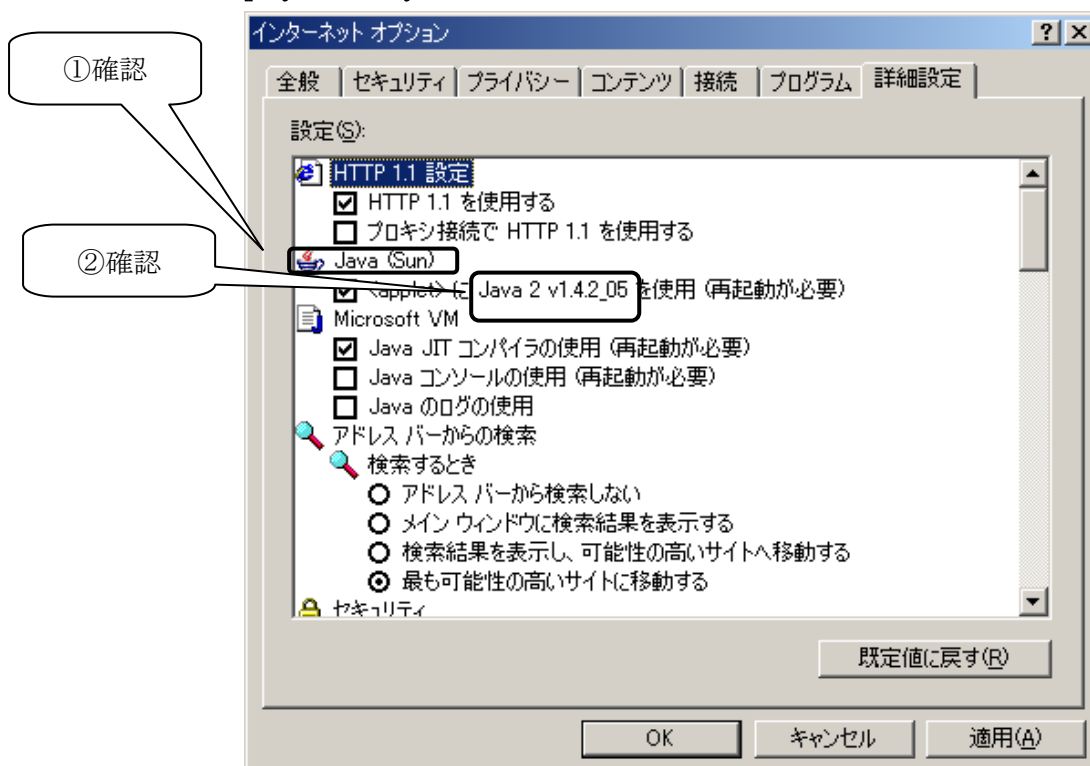 インターネット オプション
①確認
全般 セキュリティ プライバシー コンテンツ 接続 プログラム 詳細設定
設定(S):
HTTP 1.1 設定
HTTP 1.1 を使用する
プロキシ接続で HTTP 1.1 を使用する
②確認
Java (Sun)
<applet> に Java 2 v1.4.2_05 を使用 (再起動が必要)
Microsoft VM
Java JIT コンパイラの使用 (再起動が必要)
Java コンソールの使用 (再起動が必要)
Java のログの使用
アドレス バーからの検索
検索するとき
アドレス バーから検索しない
メイン ウィンドウに検索結果を表示する
検索結果を表示し、可能性の高いサイトへ移動する
最も可能性の高いサイトに移動する
セキュリティ
既定値に戻す(R)
OK キャンセル 適用(A)